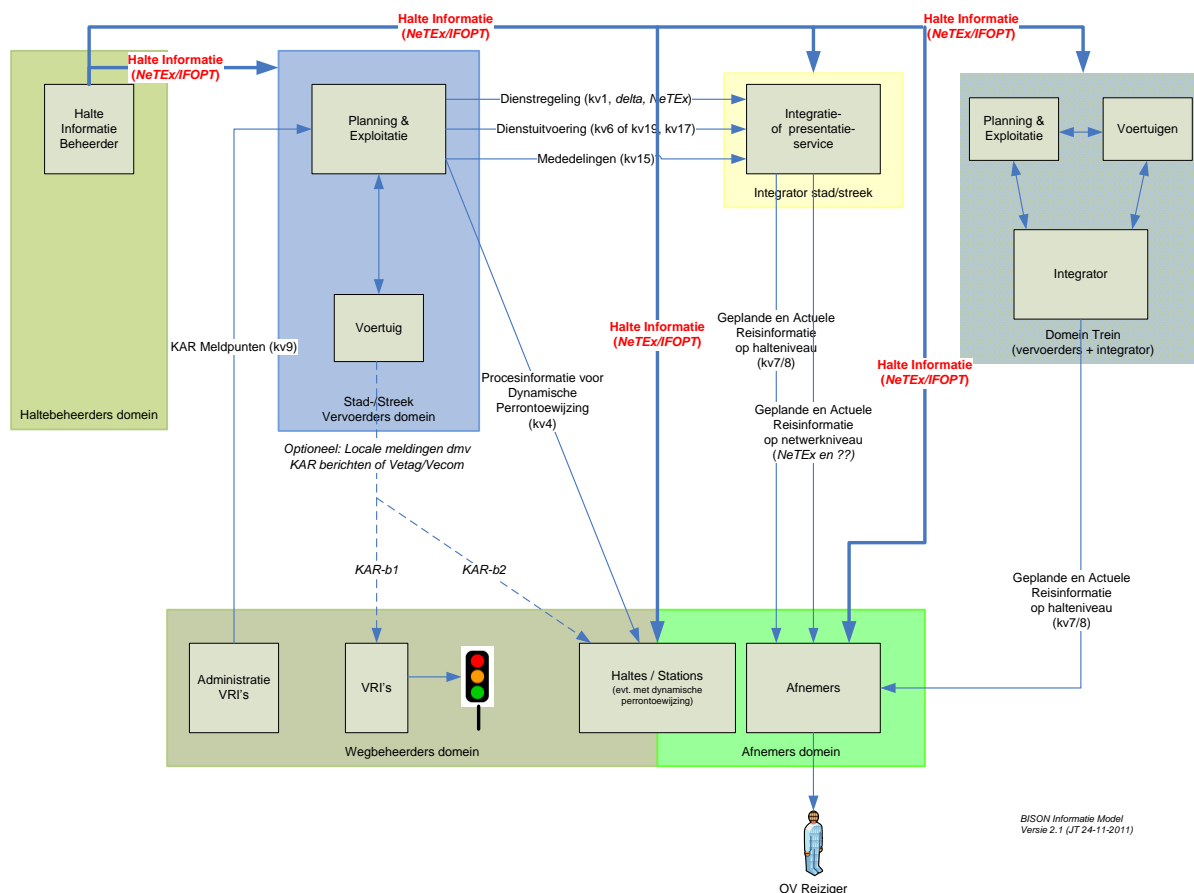 Halte Informatie
(NeTEx/IFOPT)
Halte Informatie
(NeTEx/IFOPT)
Halte Informatie
(NeTEx/IFOPT)
Halte Informatie
(NeTEx/IFOPT)
Halte
Informatie
Beheerder
Haltebeheerders domein
Planning &
Exploitatie
Voertuig
Stad-/Streek
Vervoerders domein
Dienstregeling (kv1, delta, NeTEx)
Dienstuitvoering (kv6 of kv19, kv17)
Mededelingen (kv15)
Integratie-
of presentatie-
service
Integrator stad/streek
Planning &
Exploitatie
Voertuigen
Integrator
Domein Trein
(vervoerders + integrator)
KAR Meldpunten (kv9)
Halte Informatie
(NeTEx/IFOPT)
Geplande en Actuele
Reisinformatie
op halteniveau
(kv7/8)
Halte Informatie
(NeTEx/IFOPT)
Procesinformatie voor
Dynamische
Perrontoewijzing
(kv4)
Geplande en Actuele
Reisinformatie
op netwerkniveau
(NeTEx en ??)
Optioneel: Locale meldingen dmv
KAR berichten of Vetag/Vecom
KAR-b1
KAR-b2
Geplande en Actuele
Reisinformatie
op halteniveau
(kv7/8)
Administratie
VRI's
VRI's
Haltes / Stations
(evt. met dynamische
perrontoewijzing)
Afnemers
Wegbeheerders domein
Afnemers domein
BISON Informatie Model
Versie 2.1 (JT 24-11-2011)
OV Reiziger